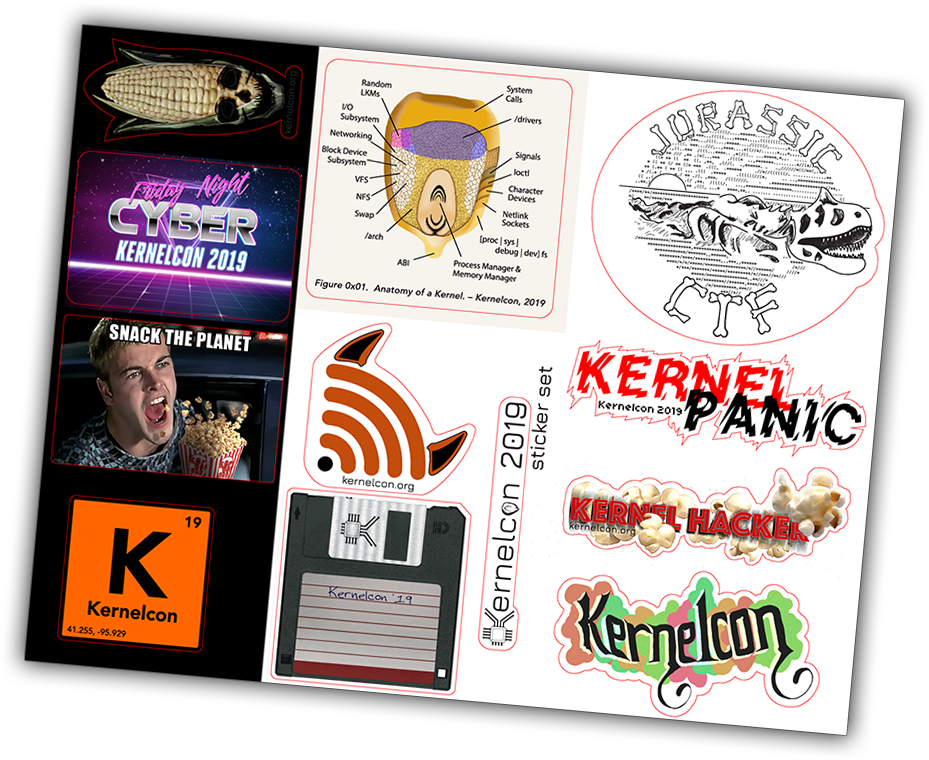 kernelcon.org
Friday Night
CYBER
KERNELCON 2019
SNACK THE PLANET
19
K
Kernelcon
41.255, -95.929
Random
LKMs
I/O
Subsystem
Networking
Block Device
Subsystem
VFS
NFS
Swap
/arch
ABI
System
Calls
/drivers
Signals
Ioctl
Character
Devices
Netlink
Sockets
[proc | sys |
debug | dev] fs
Process Manager &
Memory Manager
Figure 0x01. Anatomy of a Kernel. – Kernelcon, 2019
kernelcon.org
HD
Kernelcon '19
Kernelcon 2019
sticker set
JURASSIC
CTF
KERNEL
Kernelcon 2019
PANIC
KERNEL HACKER
kernelcon.org
Kernelcon